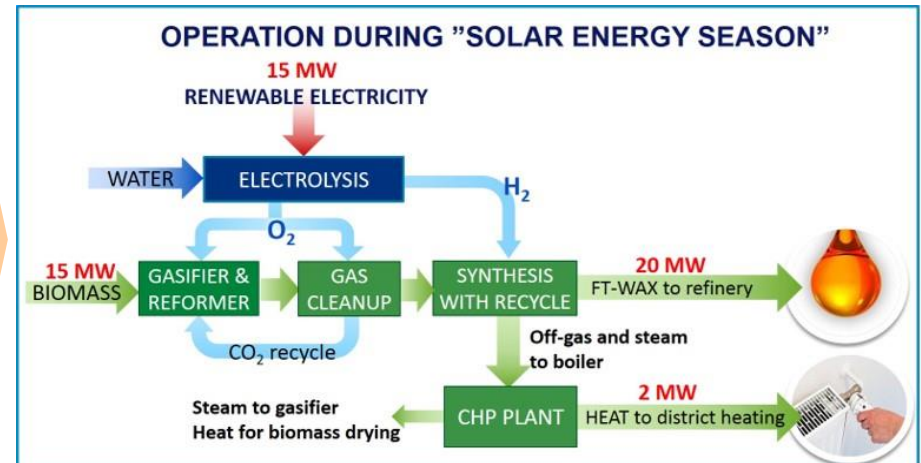 OPERATION DURING ”SOLAR ENERGY SEASON”
15 MW
RENEWABLE ELECTRICITY
WATER
ELECTROLYSIS
H₂
O₂
15 MW
BIOMASS
GASIFIER &
REFORMER
GAS
CLEANUP
SYNTHESIS
WITH RECYCLE
20 MW
FT-WAX to refinery
CO₂ recycle
Off-gas and steam
to boiler
Steam to gasifier
Heat for biomass drying
CHP PLANT
2 MW
HEAT to district heating